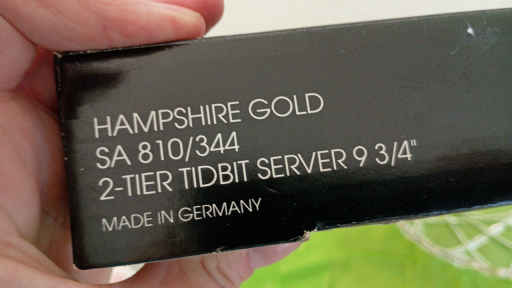 HAMPSHIRE GOLD
SA 810/344
2-TIER TIDBIT SERVER 9 3/4"
MADE IN GERMANY